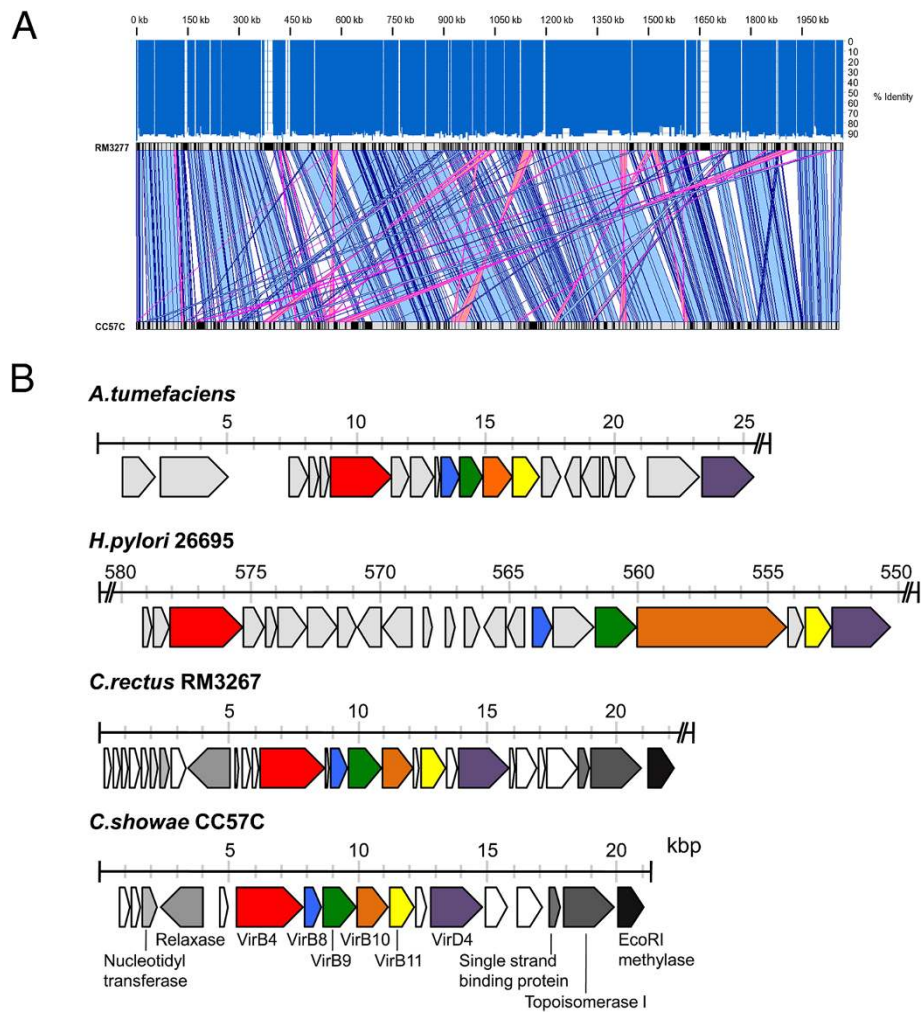 A
0 kb 150 kb 300 kb 450 kb 600 kb 750 kb 900 kb 1050 kb 1200 kb 1350 kb 1500 kb 1650 kb 1800 kb 1950 kb
0
10
20
30
40
50
60
70
80
90
% Identity
RM3277
CC57C
B
A.tumefaciens
5 10 15 20 25
H.pylori 26695
580 575 570 565 560 555 550
C.rectus RM3267
5 10 15 20
C.showae CC57C
kbp
5 10 15 20
Relaxase VirB4 VirB8 VirB10 VirD4 EcoRI
Nucleotidyl VirB9 VirB11 Single strand methylase
transferase binding protein
Topoisomerase I